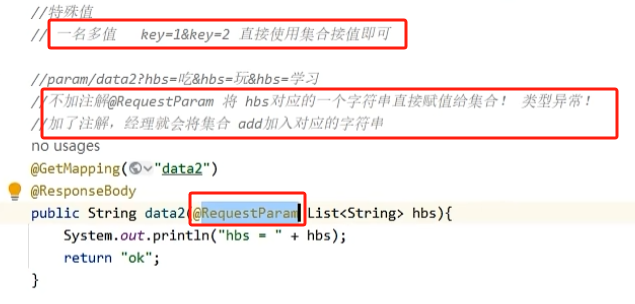 //特殊值
// 一名多值   key=1&key=2 直接使用集合接值即可
//param/data2?hbs=吃&hbs=玩&hbs=学习
//不加注解@RequestParam 将 hbs对应的一个字符串直接赋值给集合! 类型异常!
//加了注解，经理就会将集合 add加入对应的字符串
no usages
@GetMapping("data2")
@ResponseBody
public String data2(@RequestParam List<String> hbs){
System.out.println("hbs = " + hbs);
return "ok";
}